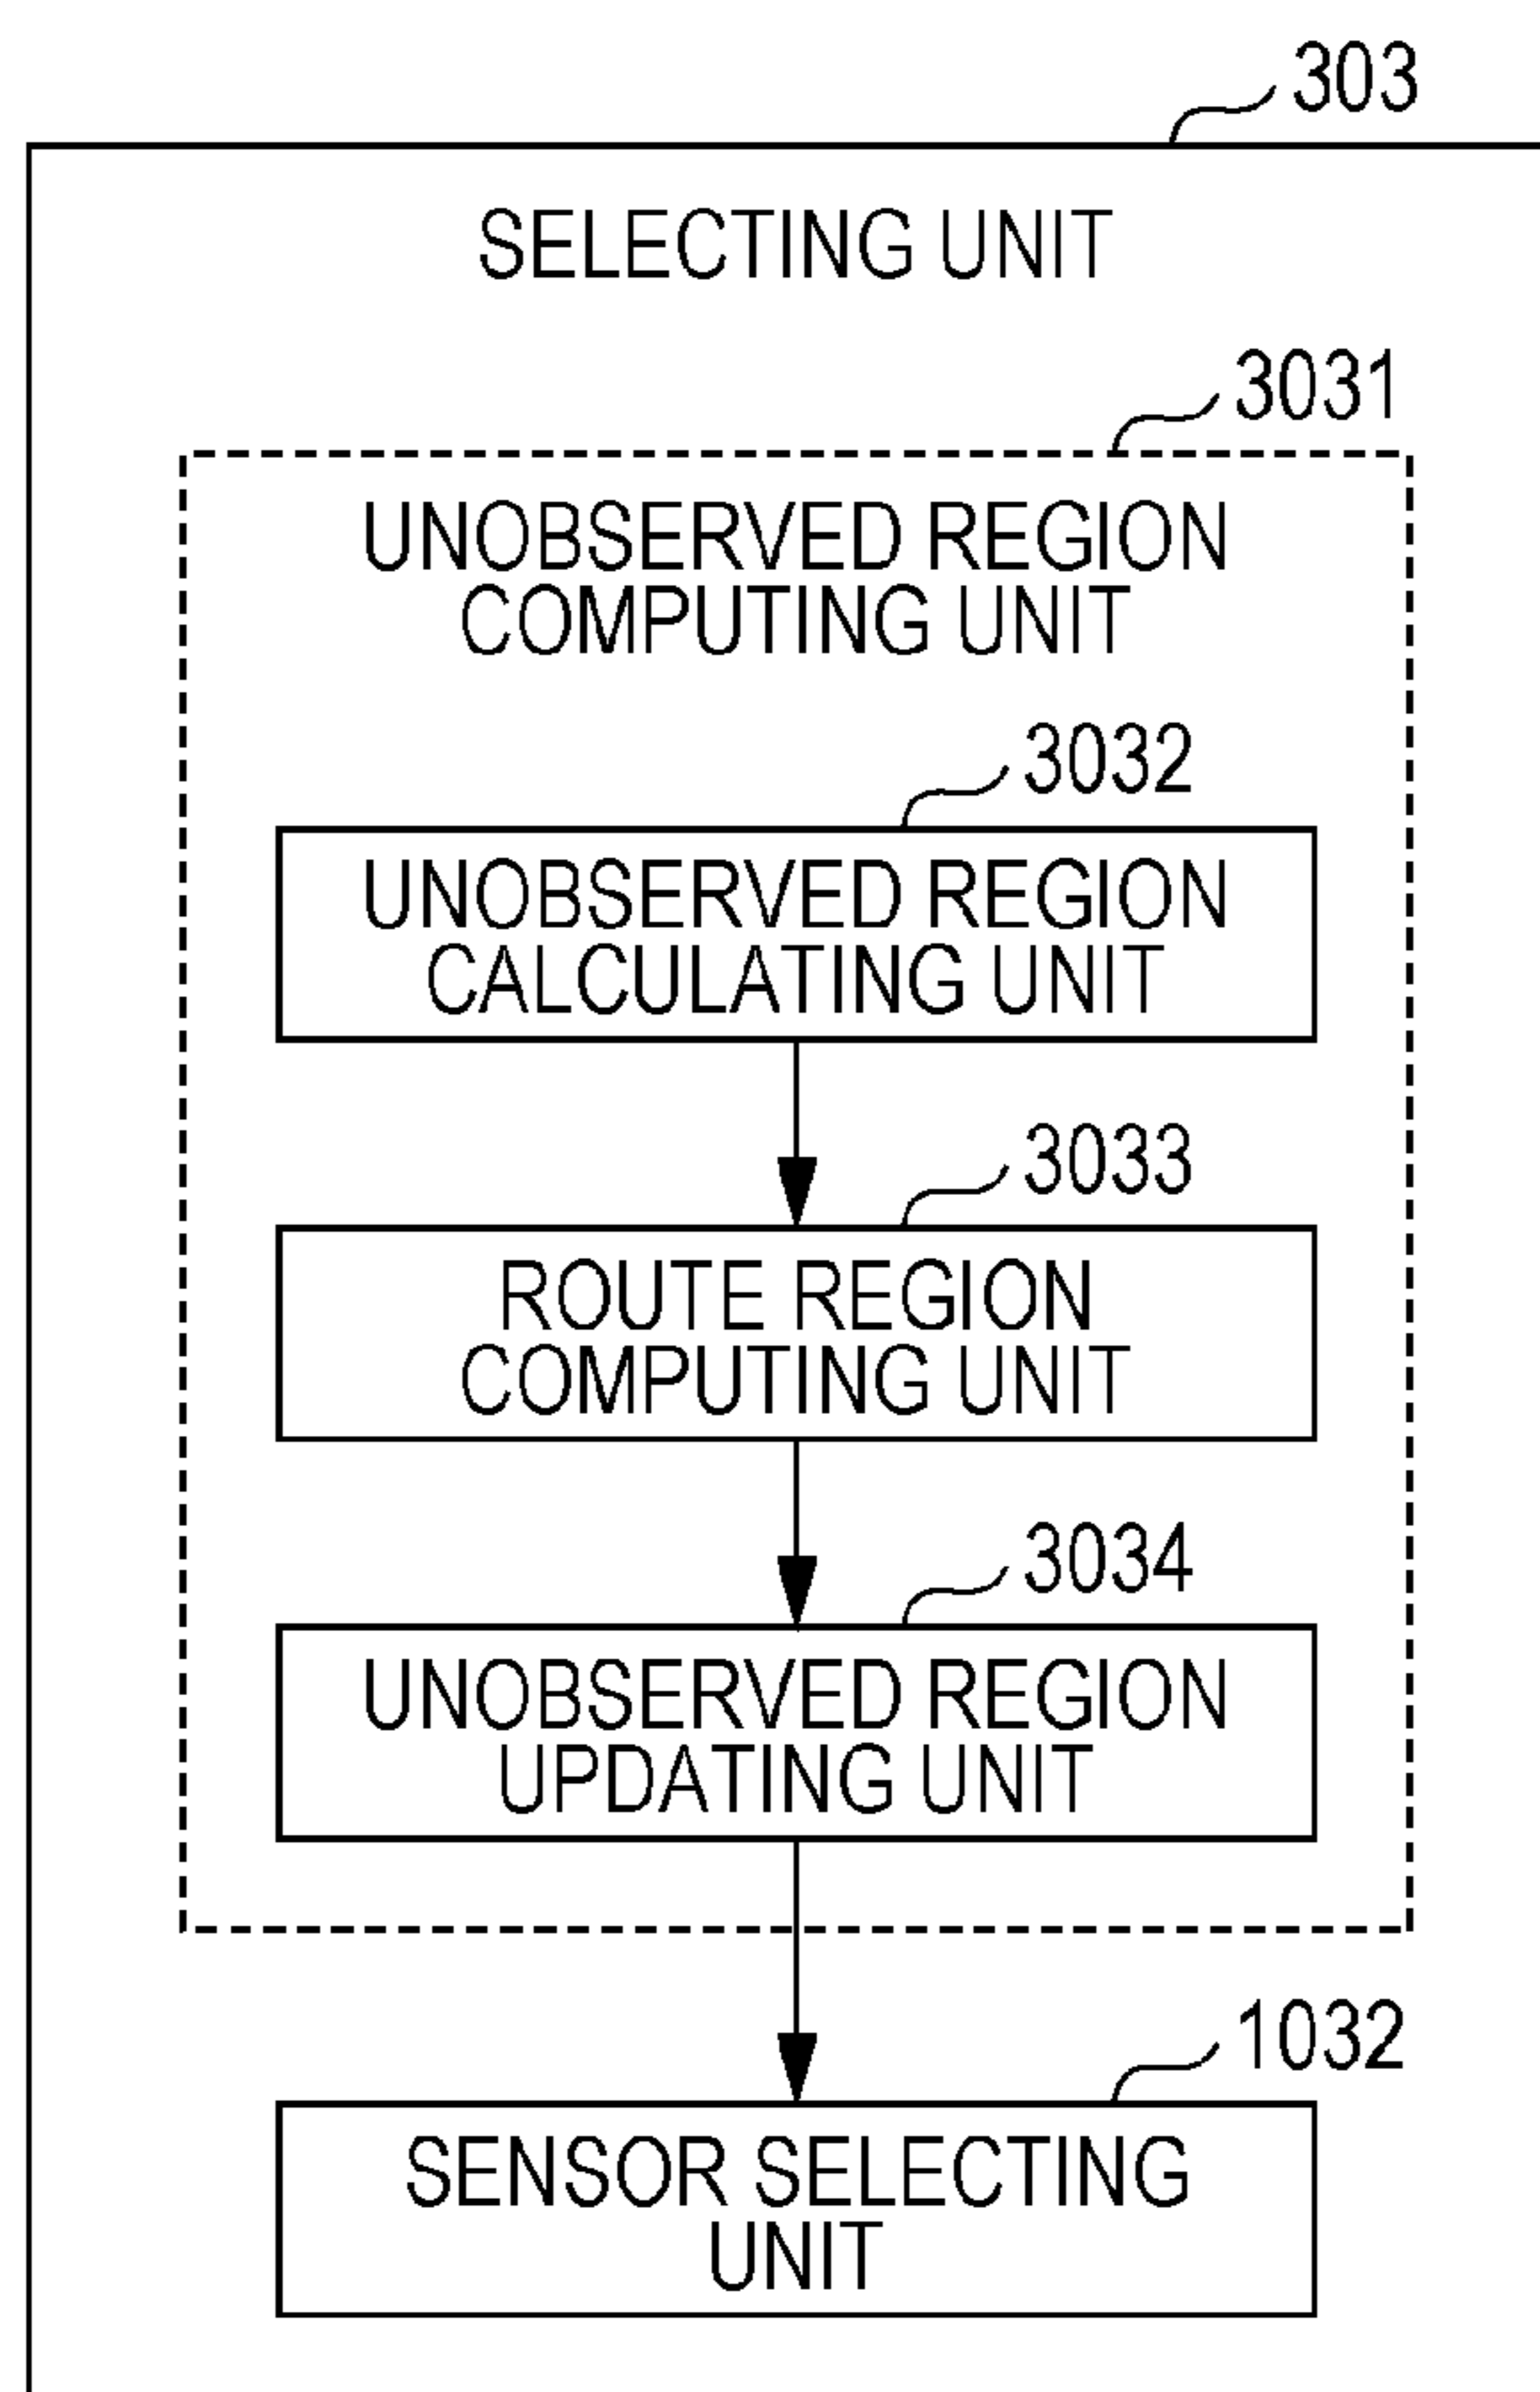 303
SELECTING UNIT
3031
UNOBSERVED REGION
COMPUTING UNIT
3032
UNOBSERVED REGION
CALCULATING UNIT
3033
ROUTE REGION
COMPUTING UNIT
3034
UNOBSERVED REGION
UPDATING UNIT
1032
SENSOR SELECTING
UNIT